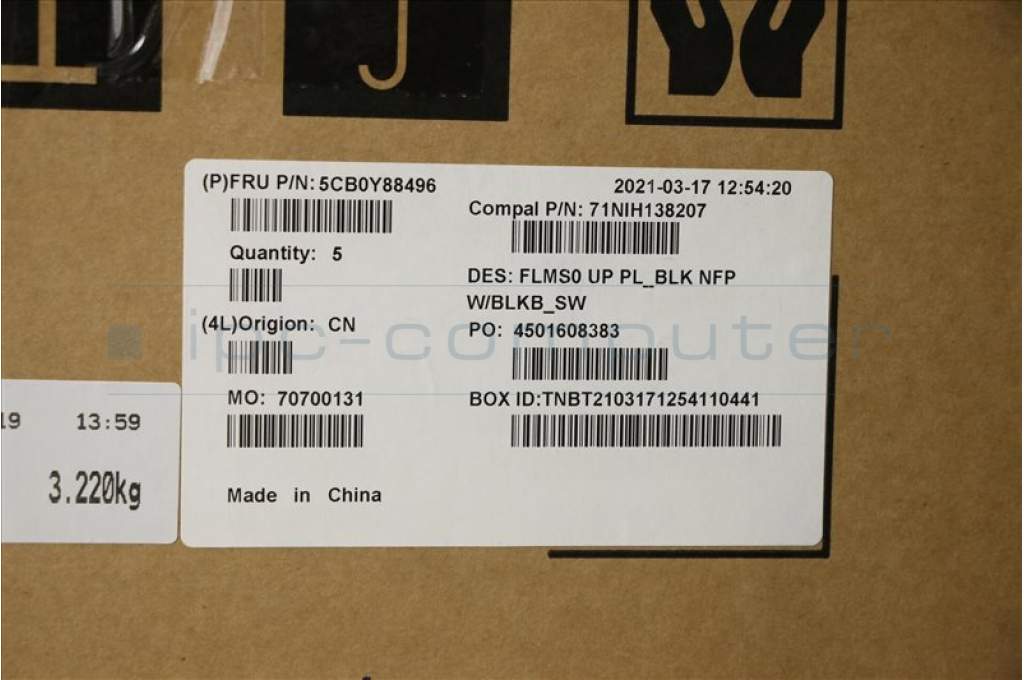 (P)FRU P/N: 5CB0Y88496
2021-03-17 12:54:20
Compal P/N: 71NIH138207
Quantity: 5
DES: FLMS0 UP PL_BLK NFP
W/BLKB_SW
(4L)Origion: CN
PO: 4501608383
ipc-computer
MO: 70700131
BOX ID:TNBT2103171254110441
Made in China
19 13:59
3.220kg